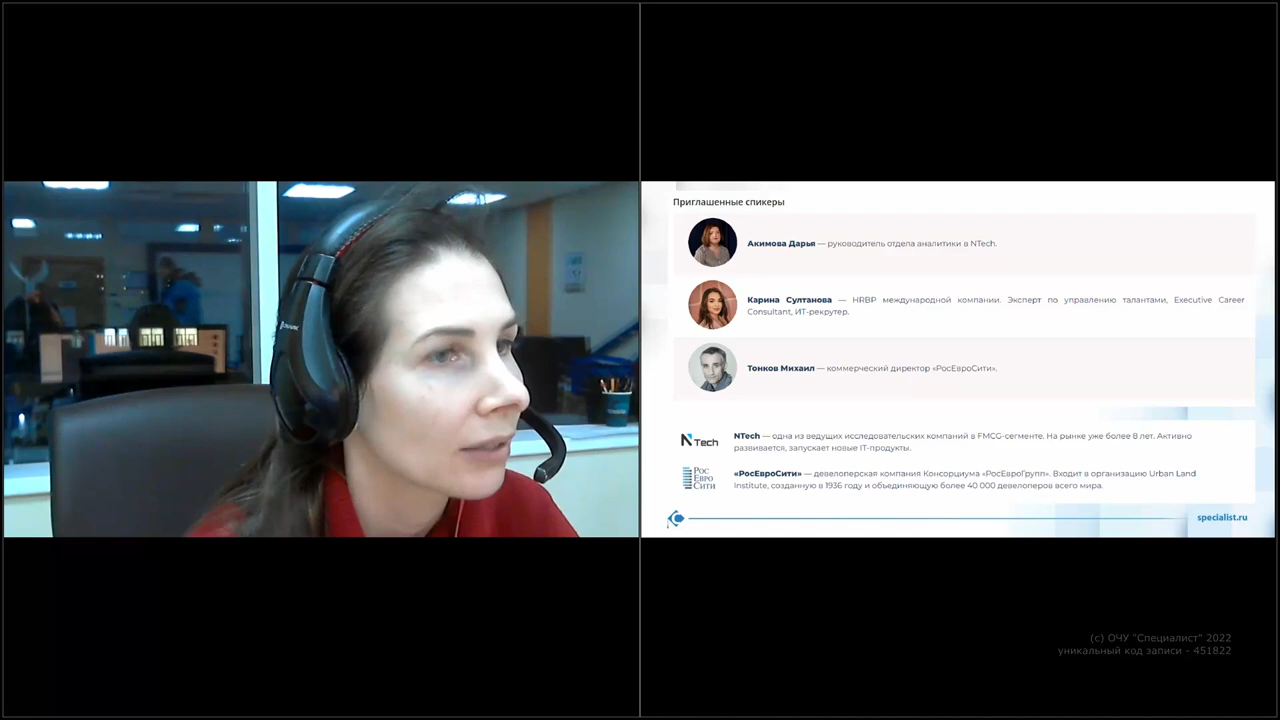 Приглашенные спикеры
Акимова Дарья — руководитель отдела аналитики в NTech.
Карина Султанова — HRBP международной компании. Эксперт по управлению талантами, Executive Career
Consultant, ИТ-рекрутер.
Тонков Михаил — коммерческий директор «РосЕвроСити».
NTech
NTech — одна из ведущих исследовательских компаний в FMCG-сегменте. На рынке уже более 8 лет. Активно
развивается, запускает новые IT-продукты.
РОС
ЕВРО
СИТИ
«РосЕвроСити» — девелоперская компания Консорциума «РосЕвроГрупп». Входит в организацию Urban Land
Institute, созданную в 1936 году и объединяющую более 40 000 девелоперов всего мира.
specialist.ru
(c) ОЧУ "Специалист" 2022
уникальный код записи - 451822